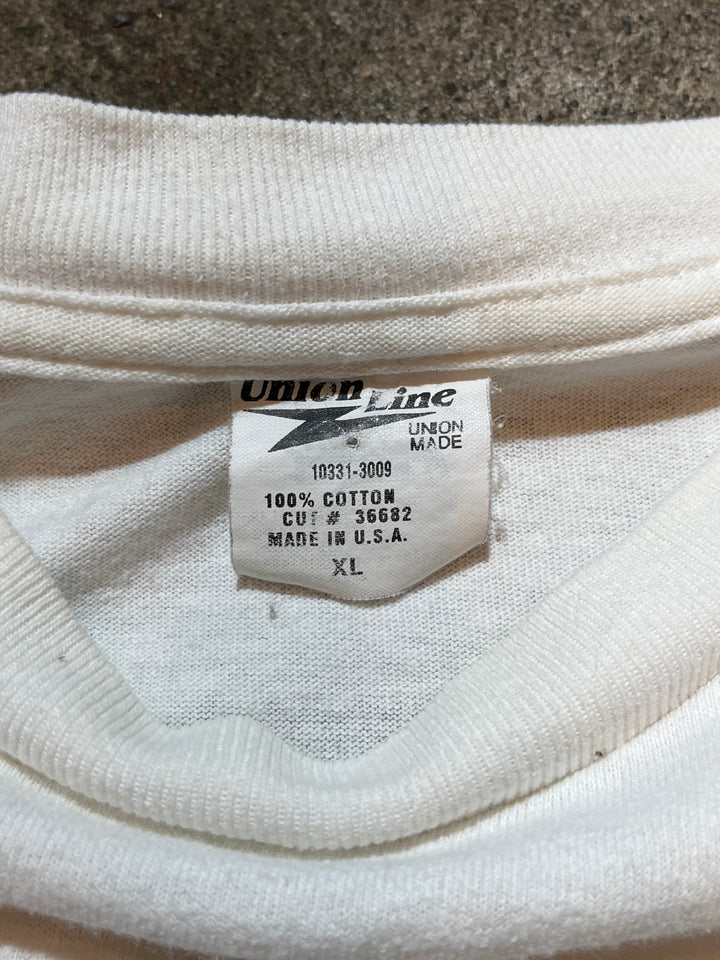 Union Line
UNION
MADE
10331-3009
100% COTTON
CUT # 36682
MADE IN U.S.A.
XL